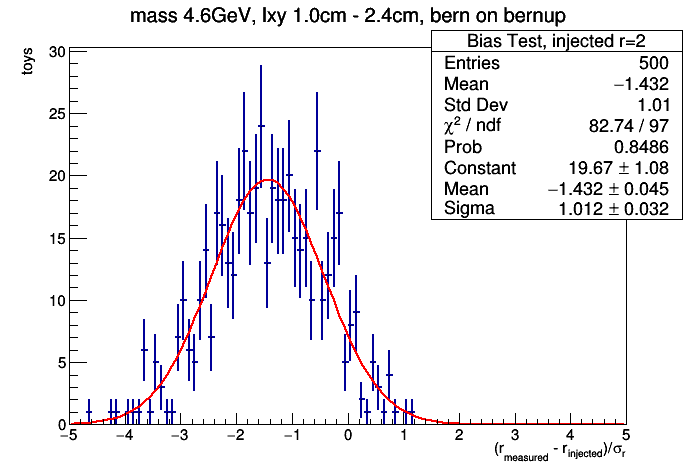 mass 4.6GeV, lxy 1.0cm - 2.4cm, bern on bernup
Bias Test, injected r=2
Entries 500
Mean −1.432
Std Dev 1.01
χ² / ndf 82.74 / 97
Prob 0.8486
Constant 19.67 ± 1.08
Mean −1.432 ± 0.045
Sigma 1.012 ± 0.032
toys
30
25
20
15
10
5
0
−5 −4 −3 −2 −1 0 1 2 3 4 5
(r_measured - r_injected)/σ_r